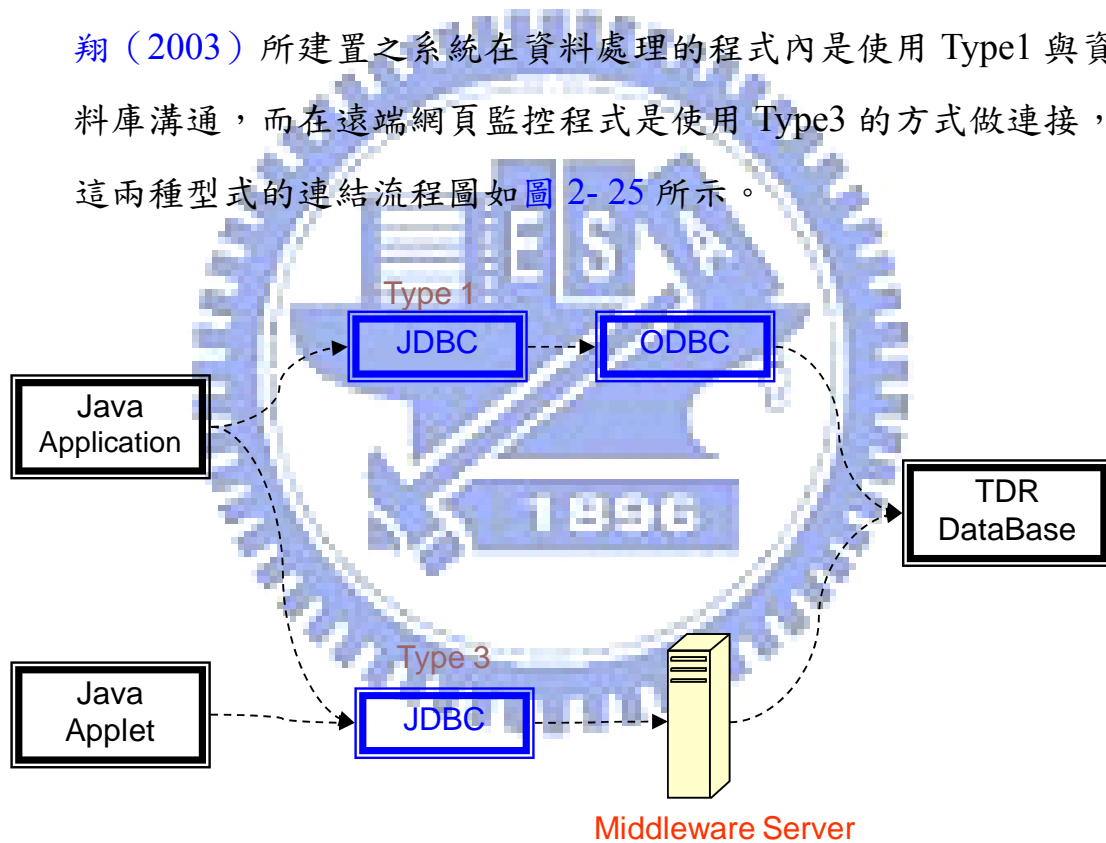 翔（2003）所建置之系統在資料處理的程式內是使用 Type1 與資
料庫溝通，而在遠端網頁監控程式是使用 Type3 的方式做連接，
這兩種型式的連結流程圖如圖 2- 25 所示。
E S A
Type 1
JDBC
ODBC
Java
Application
TDR
DataBase
1896
Type 3
Java
Applet
JDBC
Middleware Server